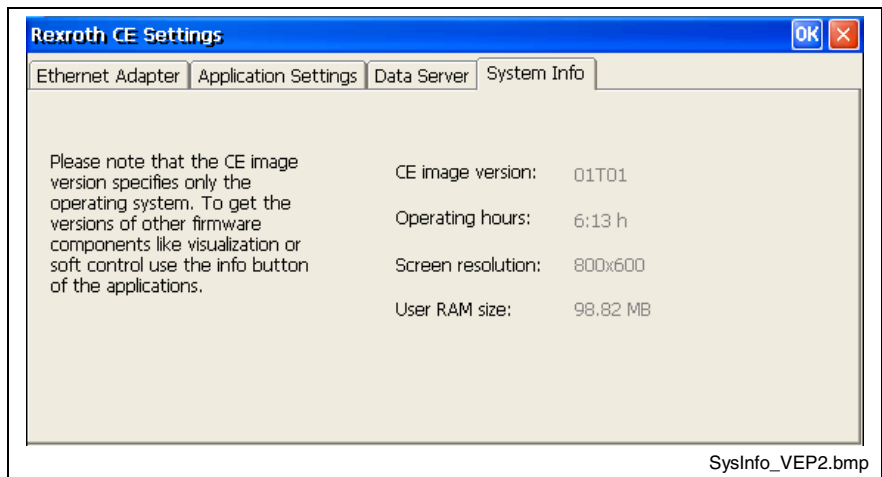 Rexroth CE Settings
OK
Ethernet Adapter
Application Settings
Data Server
System Info
Please note that the CE image
version specifies only the
operating system. To get the
versions of other firmware
components like visualization or
soft control use the info button
of the applications.
CE image version: 01T01
Operating hours: 6:13 h
Screen resolution: 800x600
User RAM size: 98.82 MB
SysInfo_VEP2.bmp